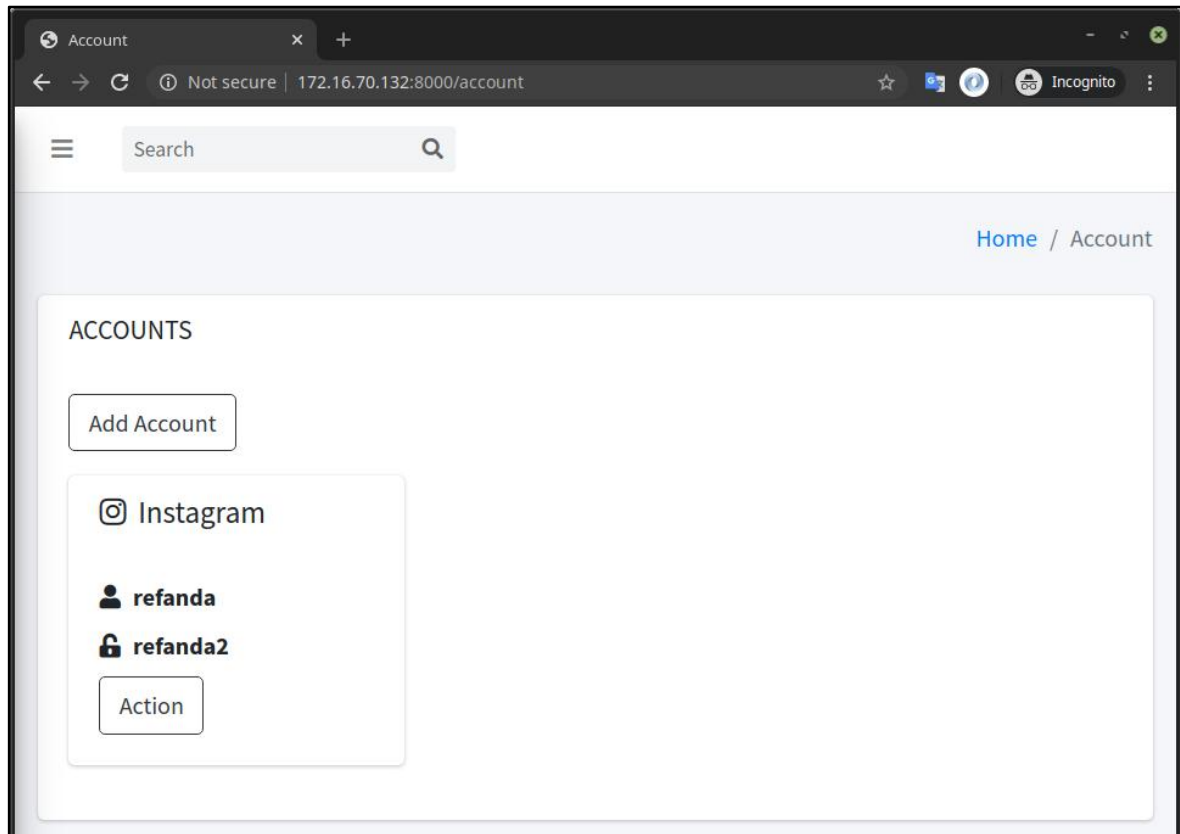 Account
Not secure | 172.16.70.132:8000/account
Incognito
Search
Home / Account
ACCOUNTS
Add Account
Instagram
refanda
refanda2
Action